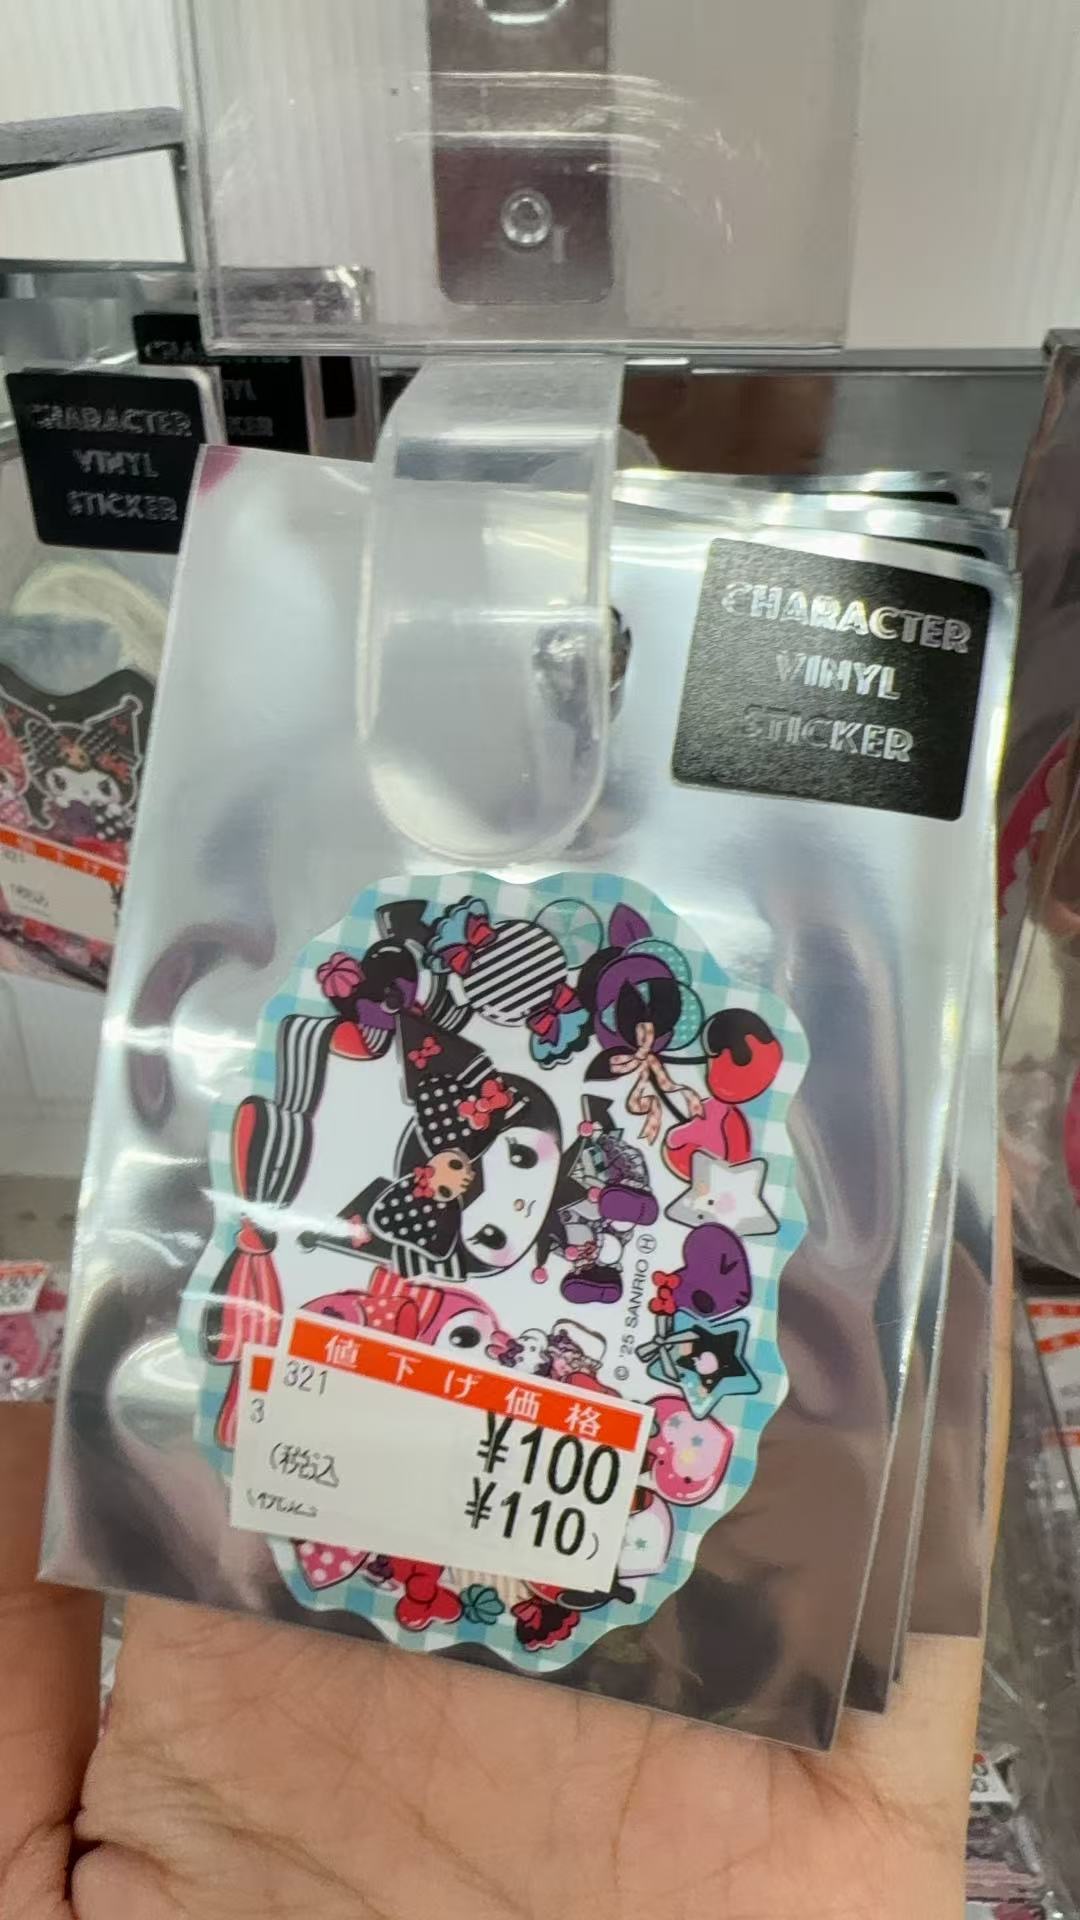 CHARACTER
VINYL
STICKER
CHARACTER
VINYL
STICKER
© '25 SANRIO Ⓗ
値下げ価格
321
¥100
(税込
¥110)